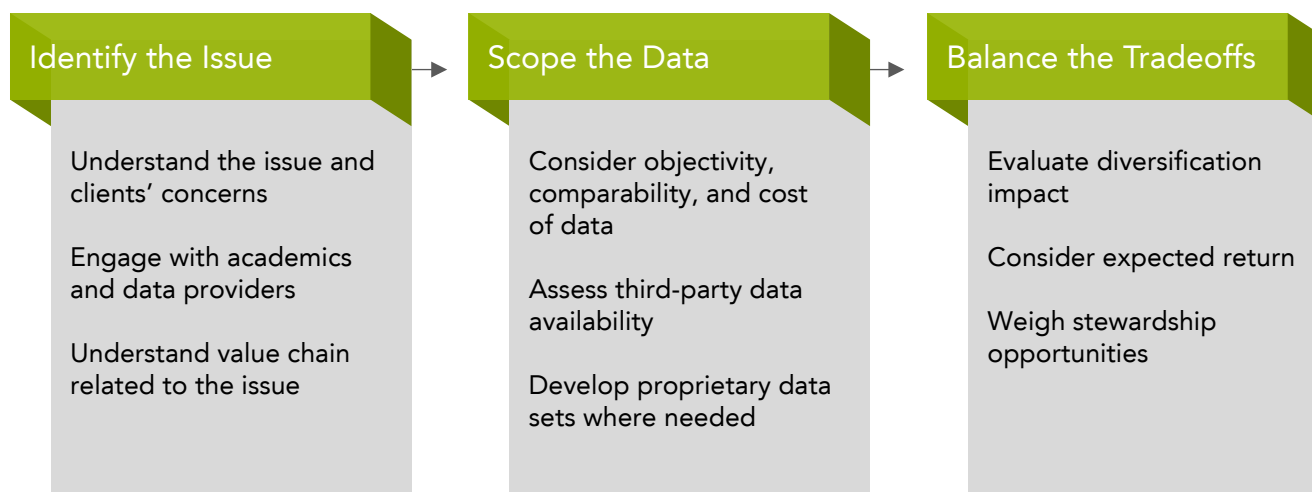 Identify the Issue
Understand the issue and
clients’ concerns
Engage with academics
and data providers
Understand value chain
related to the issue
Scope the Data
Consider objectivity,
comparability, and cost
of data
Assess third-party data
availability
Develop proprietary data
sets where needed
Balance the Tradeoffs
Evaluate diversification
impact
Consider expected return
Weigh stewardship
opportunities